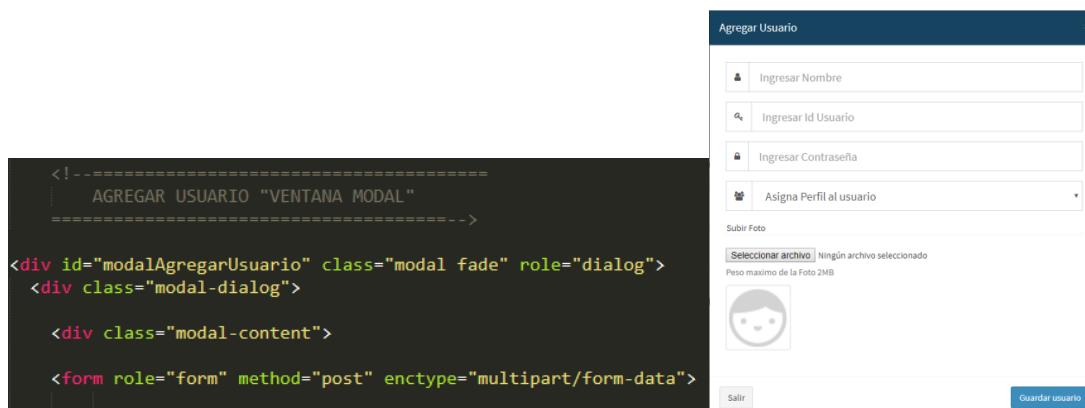 <!--======================================
AGREGAR USUARIO "VENTANA MODAL"
======================================-->
<div id="modalAgregarUsuario" class="modal fade" role="dialog">
<div class="modal-dialog">
<div class="modal-content">
<form role="form" method="post" enctype="multipart/form-data">
Agregar Usuario
Ingresar Nombre
Ingresar Id Usuario
Ingresar Contraseña
Asigna Perfil al usuario
Subir Foto
Seleccionar archivo Ningún archivo seleccionado
Peso maximo de la Foto 2MB
Salir
Guardar usuario